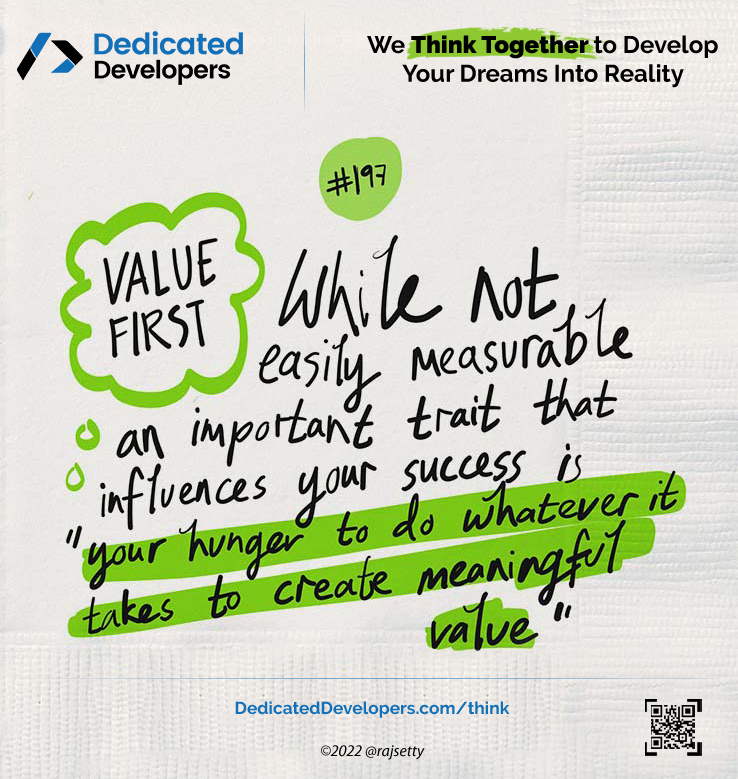 Dedicated
Developers
We Think Together to Develop
Your Dreams Into Reality
#197
VALUE
FIRST
While not
easily measurable
an important trait that
influences your success is
"your hunger to do whatever it
takes to create meaningful
value"
DedicatedDevelopers.com/think
©2022 @rajsetty